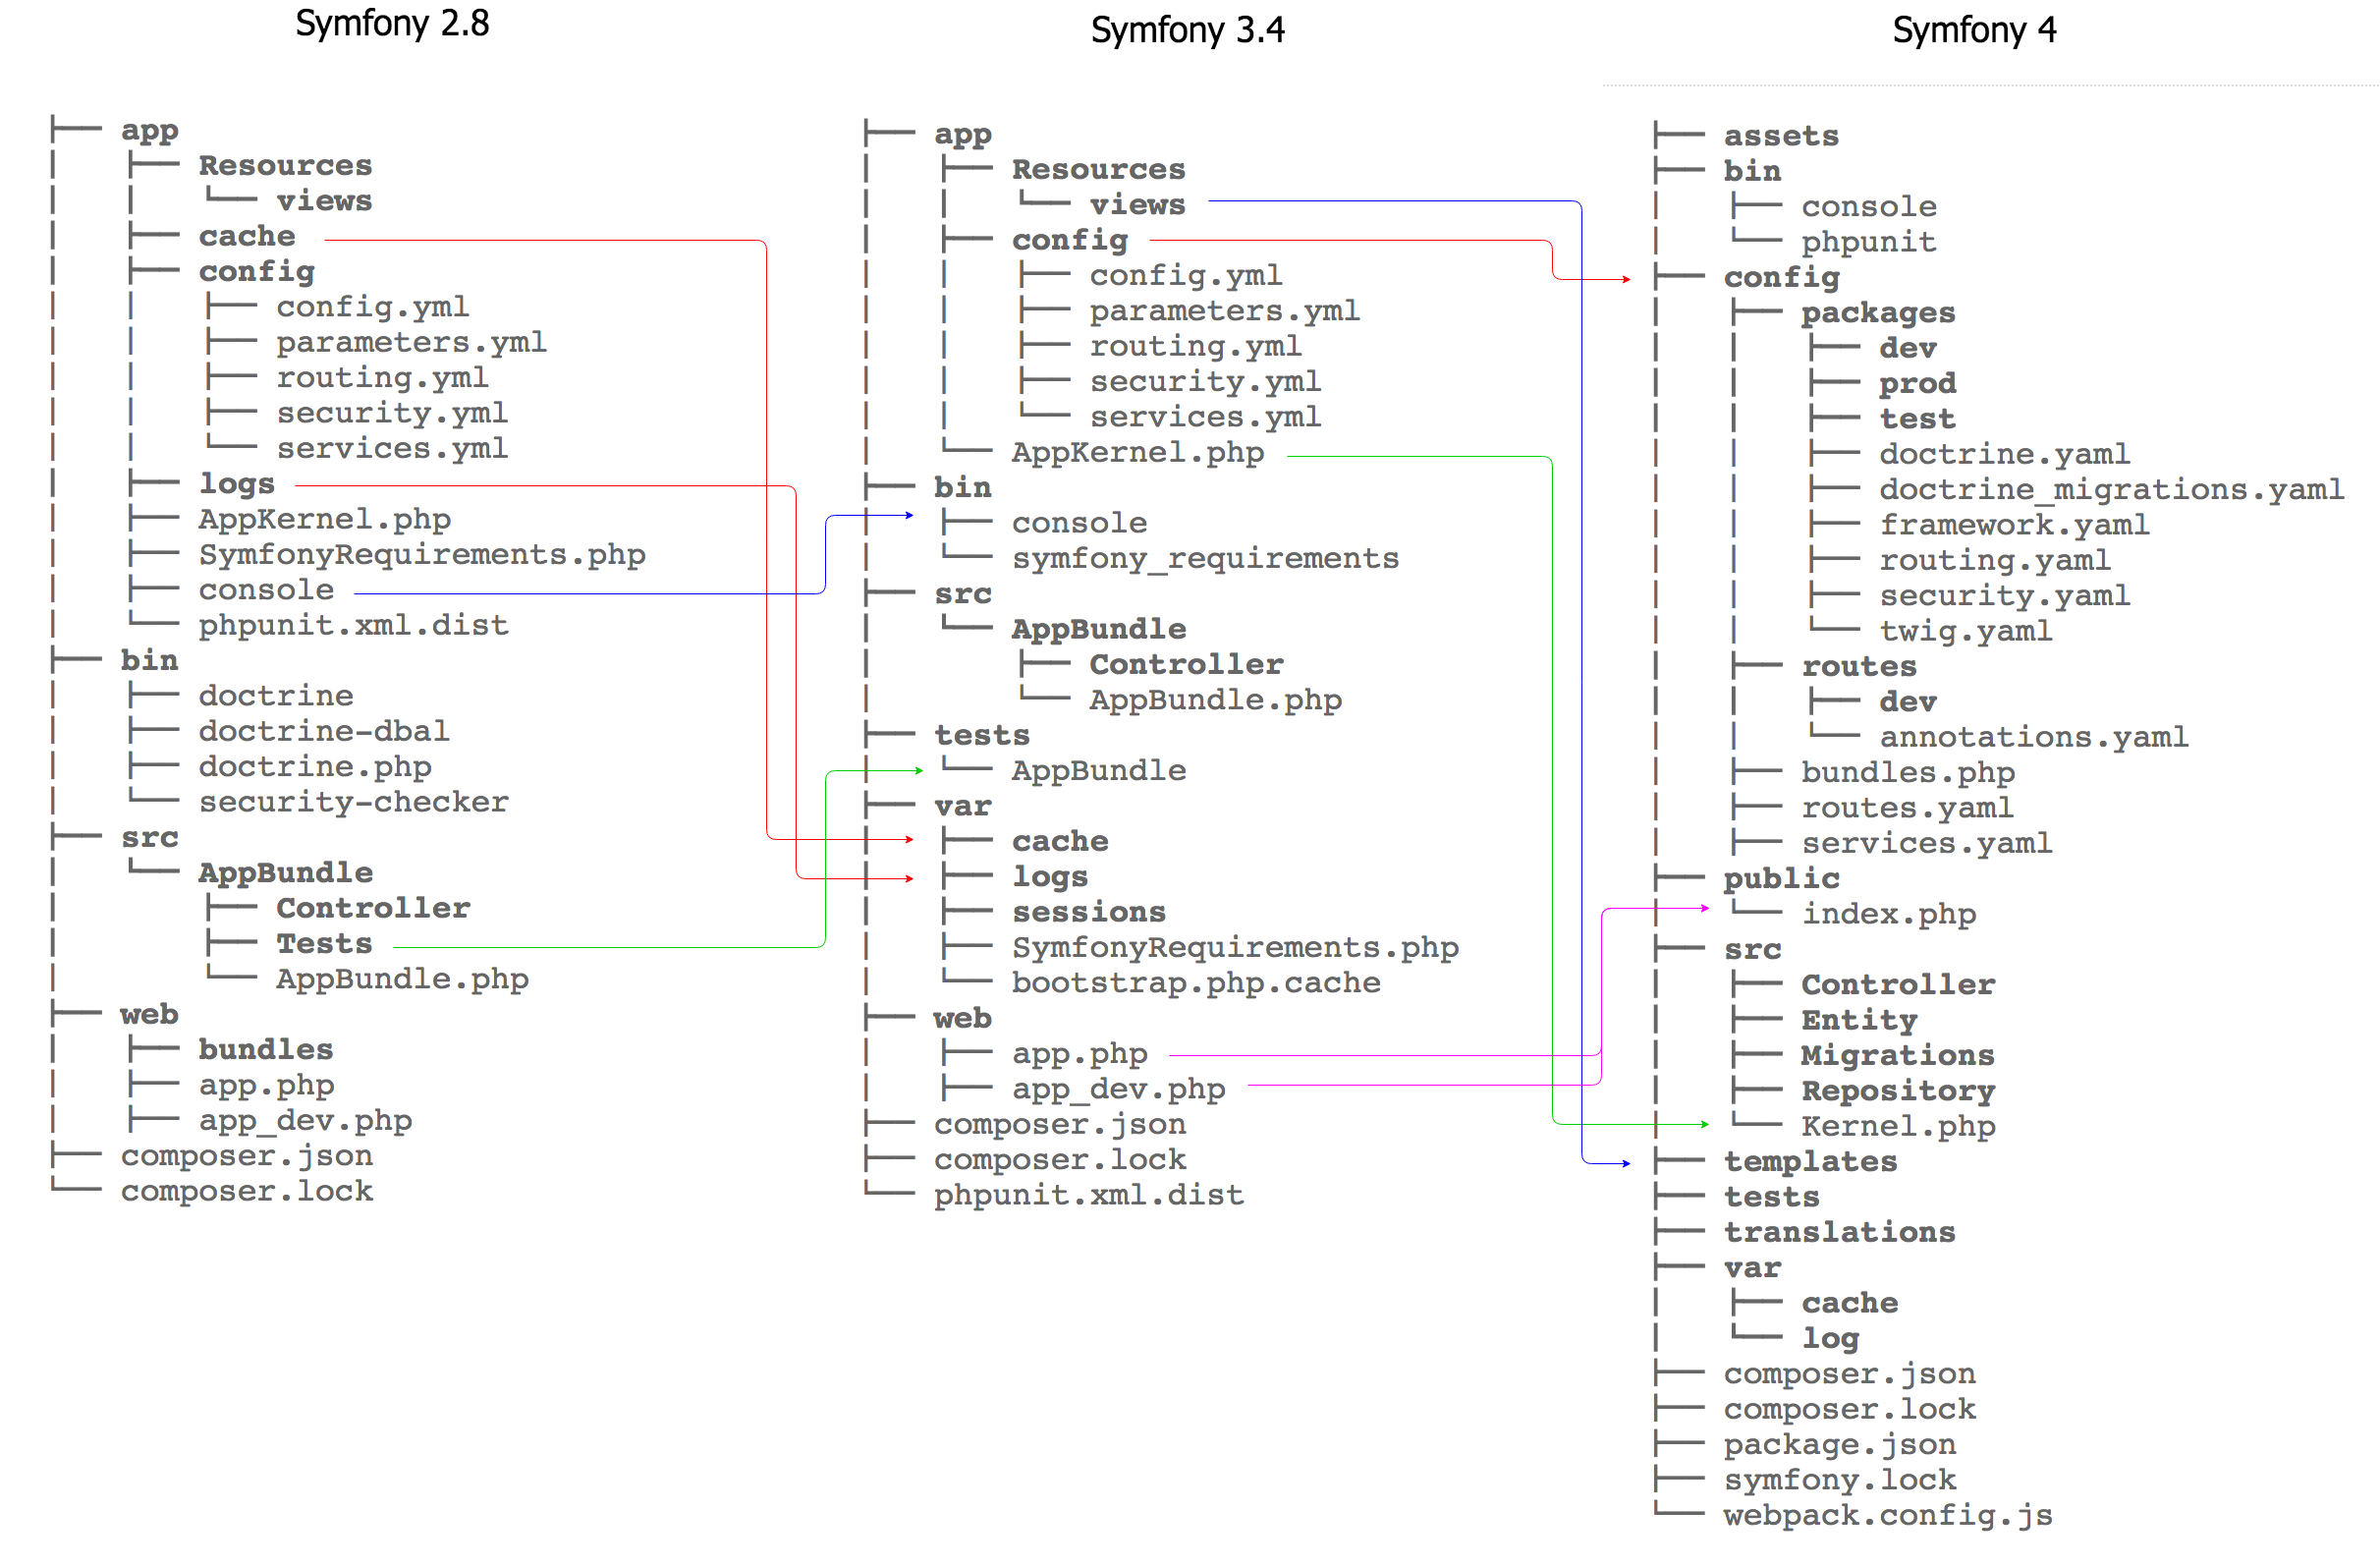 Symfony 2.8
app
Resources
views
cache
config
config.yml
parameters.yml
routing.yml
security.yml
services.yml
logs
AppKernel.php
SymfonyRequirements.php
console
phpunit.xml.dist
bin
doctrine
doctrine-dbal
doctrine.php
security-checker
src
AppBundle
Controller
Tests
AppBundle.php
web
bundles
app.php
app_dev.php
composer.json
composer.lock
Symfony 3.4
app
Resources
views
config
config.yml
parameters.yml
routing.yml
security.yml
services.yml
AppKernel.php
bin
console
symfony_requirements
src
AppBundle
Controller
AppBundle.php
tests
AppBundle
var
cache
logs
sessions
SymfonyRequirements.php
bootstrap.php.cache
web
app.php
app_dev.php
composer.json
composer.lock
phpunit.xml.dist
Symfony 4
assets
bin
console
phpunit
config
packages
dev
prod
test
doctrine.yaml
doctrine_migrations.yaml
framework.yaml
routing.yaml
security.yaml
twig.yaml
routes
dev
annotations.yaml
bundles.php
routes.yaml
services.yaml
public
index.php
src
Controller
Entity
Migrations
Repository
Kernel.php
templates
tests
translations
var
cache
log
composer.json
composer.lock
package.json
symfony.lock
webpack.config.js